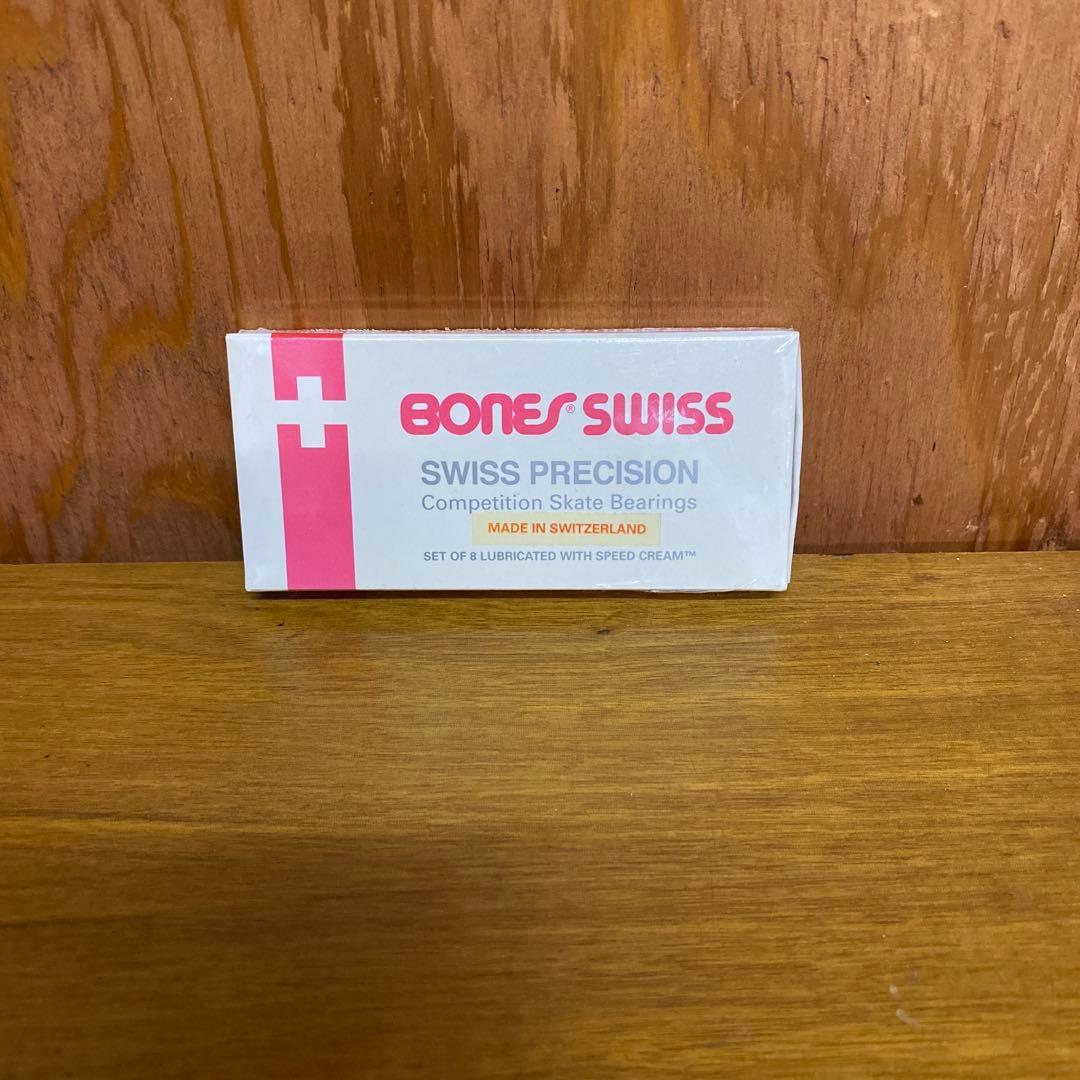 BONES® SWISS
SWISS PRECISION
Competition Skate Bearings
MADE IN SWITZERLAND
SET OF 8 LUBRICATED WITH SPEED CREAM™